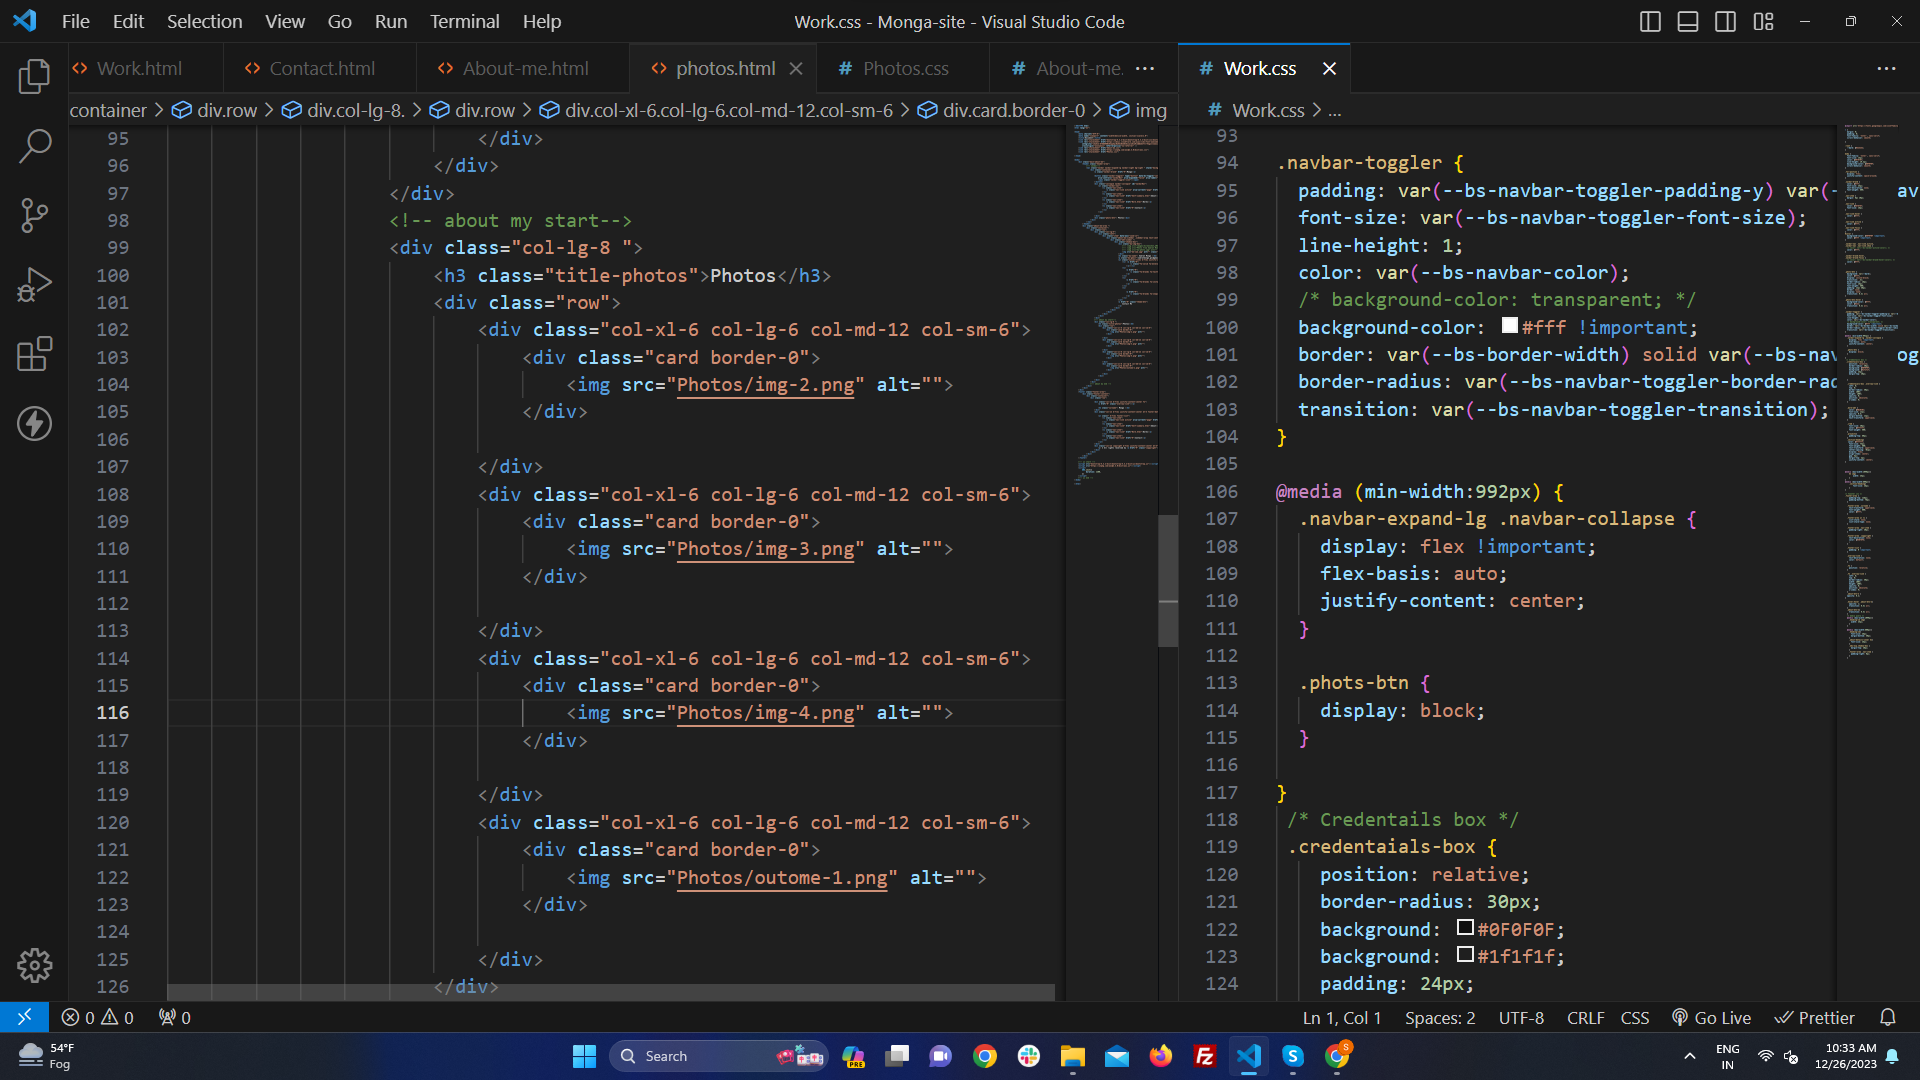 File Edit Selection View Go Run Terminal Help
Work.css - Monga-site - Visual Studio Code
Work.html
Contact.html
About-me.html
photos.html
Photos.css
About-me. ...
Work.css
container > div.row > div.col-lg-8. > div.row > div.col-xl-6.col-lg-6.col-md-12.col-sm-6 > div.card.border-0 > img
95 </div>
96 </div>
97 </div>
98 <!-- about my start-->
99 <div class="col-lg-8 ">
100 <h3 class="title-photos">Photos</h3>
101 <div class="row">
102 <div class="col-xl-6 col-lg-6 col-md-12 col-sm-6">
103 <div class="card border-0">
104 <img src="Photos/img-2.png" alt="">
105 </div>
106
107 </div>
108 <div class="col-xl-6 col-lg-6 col-md-12 col-sm-6">
109 <div class="card border-0">
110 <img src="Photos/img-3.png" alt="">
111 </div>
112
113 </div>
114 <div class="col-xl-6 col-lg-6 col-md-12 col-sm-6">
115 <div class="card border-0">
116 <img src="Photos/img-4.png" alt="">
117 </div>
118
119 </div>
120 <div class="col-xl-6 col-lg-6 col-md-12 col-sm-6">
121 <div class="card border-0">
122 <img src="Photos/outome-1.png" alt="">
123 </div>
124
125 </div>
126 </div>
# Work.css > ...
93
94 .navbar-toggler {
95 padding: var(--bs-navbar-toggler-padding-y) var(- av
96 font-size: var(--bs-navbar-toggler-font-size);
97 line-height: 1;
98 color: var(--bs-navbar-color);
99 /* background-color: transparent; */
100 background-color: #fff !important;
101 border: var(--bs-border-width) solid var(--bs-nav og
102 border-radius: var(--bs-navbar-toggler-border-rad
103 transition: var(--bs-navbar-toggler-transition);
104 }
105
106 @media (min-width:992px) {
107 .navbar-expand-lg .navbar-collapse {
108 display: flex !important;
109 flex-basis: auto;
110 justify-content: center;
111 }
112
113 .phots-btn {
114 display: block;
115 }
116
117 }
118 /* Credentails box */
119 .credentaials-box {
120 position: relative;
121 border-radius: 30px;
122 background: #0F0F0F;
123 background: #1f1f1f;
124 padding: 24px;
0 0 0
Ln 1, Col 1 Spaces: 2 UTF-8 CRLF CSS Go Live Prettier
54°F
Fog
Search
PRE
S
ENG
IN
10:33 AM
12/26/2023